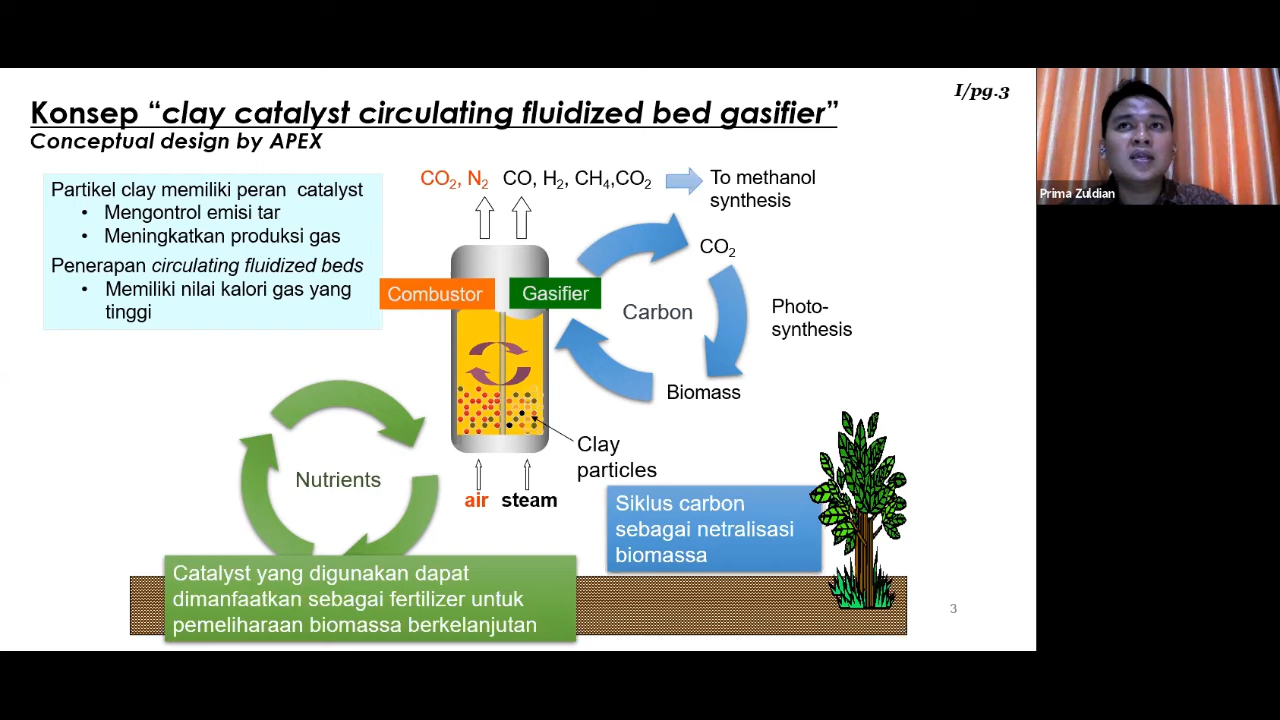 I/pg.3
Konsep “clay catalyst circulating fluidized bed gasifier”
Conceptual design by APEX
Prima Zuldian
Partikel clay memiliki peran catalyst
• Mengontrol emisi tar
• Meningkatkan produksi gas
Penerapan circulating fluidized beds
• Memiliki nilai kalori gas yang
tinggi
CO₂, N₂ CO, H₂, CH₄,CO₂
To methanol
synthesis
CO₂
Combustor
Gasifier
Carbon
Photo-
synthesis
Biomass
Clay
particles
Nutrients
air steam
Siklus carbon
sebagai netralisasi
biomassa
Catalyst yang digunakan dapat
dimanfaatkan sebagai fertilizer untuk
pemeliharaan biomassa berkelanjutan
3